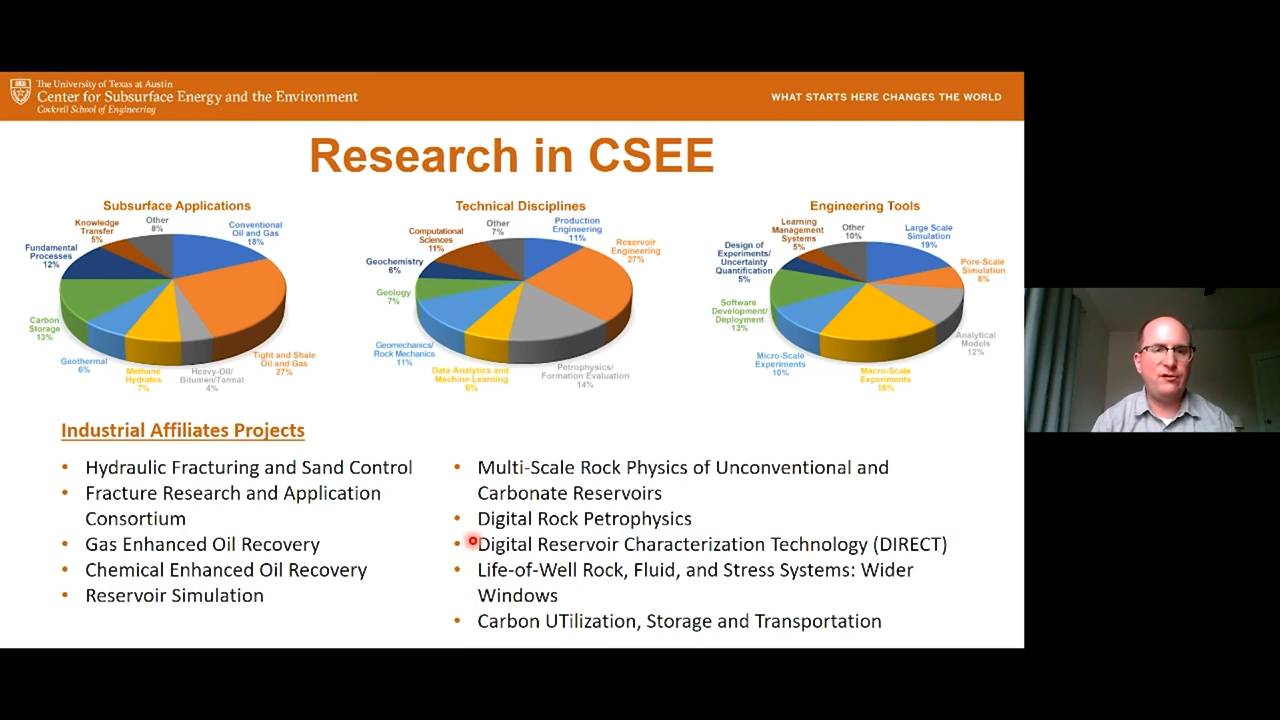 The University of Texas at Austin
Center for Subsurface Energy and the Environment
Cockrell School of Engineering
WHAT STARTS HERE CHANGES THE WORLD
Research in CSEE
Subsurface Applications
Knowledge
Transfer
5%
Other
8%
Conventional
Oil and Gas
18%
Fundamental
Processes
12%
Carbon
Storage
13%
Geothermal
6%
Methane
Hydrates
7%
Heavy-Oil/
Bitumen/Tarmat
4%
Tight and Shale
Oil and Gas
27%
Technical Disciplines
Computational
Sciences
11%
Other
7%
Production
Engineering
11%
Reservoir
Engineering
27%
Geochemistry
6%
Geology
7%
Geomechanics/
Rock Mechanics
11%
Data Analytics and
Machine Learning
6%
Petrophysics/
Formation Evaluation
14%
Engineering Tools
Learning
Management
Systems
5%
Other
10%
Large Scale
Simulation
19%
Design of
Experiments/
Uncertainty
Quantification
5%
Pore-Scale
Simulation
8%
Software
Development/
Deployment
13%
Analytical
Models
12%
Micro-Scale
Experiments
10%
Macro-Scale
Experiments
18%
Industrial Affiliates Projects
• Hydraulic Fracturing and Sand Control
• Fracture Research and Application
Consortium
• Gas Enhanced Oil Recovery
• Chemical Enhanced Oil Recovery
• Reservoir Simulation
• Multi-Scale Rock Physics of Unconventional and
Carbonate Reservoirs
• Digital Rock Petrophysics
• Digital Reservoir Characterization Technology (DIRECT)
• Life-of-Well Rock, Fluid, and Stress Systems: Wider
Windows
• Carbon UTilization, Storage and Transportation